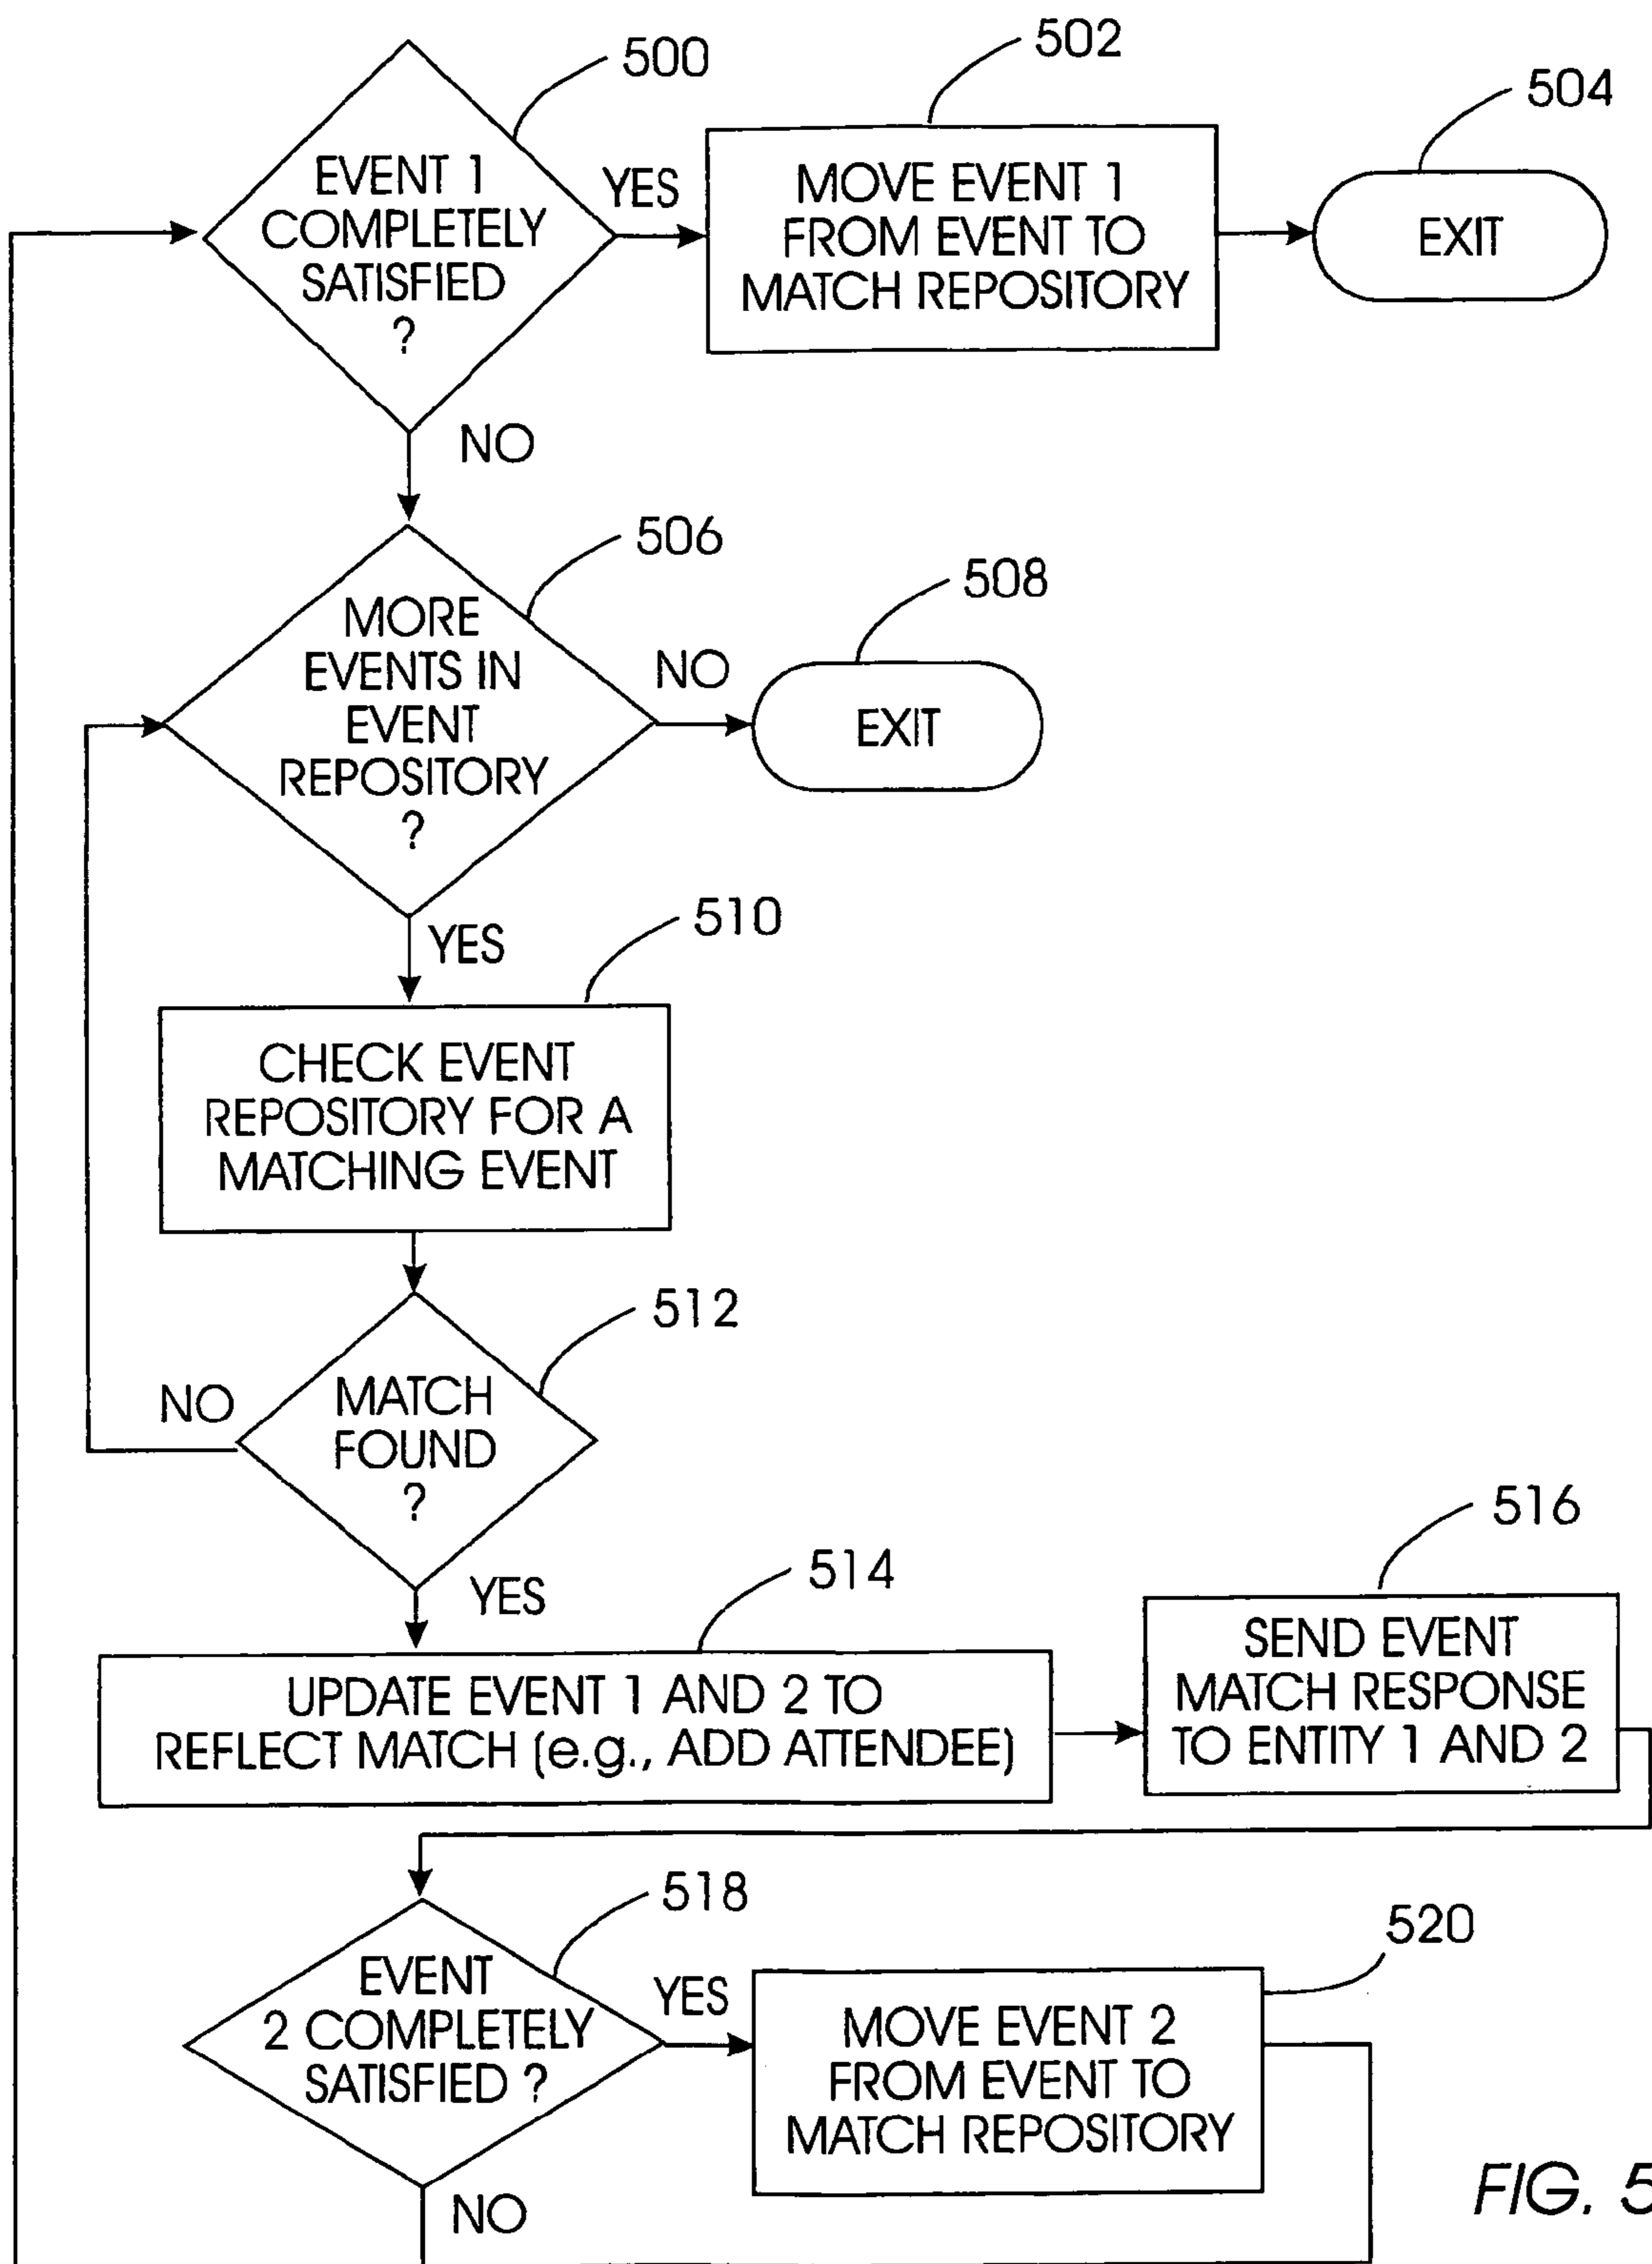 500
502
504
EVENT 1
COMPLETELY
SATISFIED
?
YES
MOVE EVENT 1
FROM EVENT TO
MATCH REPOSITORY
EXIT
NO
506
508
MORE
EVENTS IN
EVENT
REPOSITORY
?
NO
EXIT
YES
510
CHECK EVENT
REPOSITORY FOR A
MATCHING EVENT
512
NO
MATCH
FOUND
?
YES
514
516
UPDATE EVENT 1 AND 2 TO
REFLECT MATCH (e.g., ADD ATTENDEE)
SEND EVENT
MATCH RESPONSE
TO ENTITY 1 AND 2
518
520
EVENT
2 COMPLETELY
SATISFIED ?
YES
MOVE EVENT 2
FROM EVENT TO
MATCH REPOSITORY
NO
FIG. 5